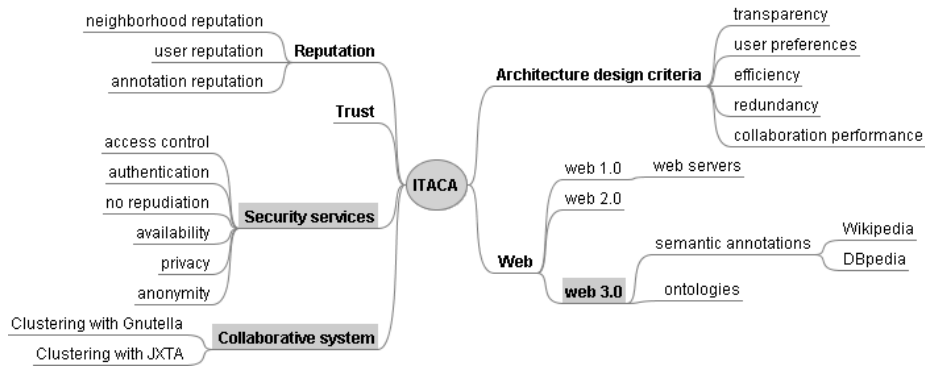 neighborhood reputation
user reputation
annotation reputation
Reputation
Trust
access control
authentication
no repudiation
availability
privacy
anonymity
Security services
Clustering with Gnutella
Clustering with JXTA
Collaborative system
ITACA
Architecture design criteria
transparency
user preferences
efficiency
redundancy
collaboration performance
Web
web 1.0
web servers
web 2.0
web 3.0
semantic annotations
Wikipedia
DBpedia
ontologies